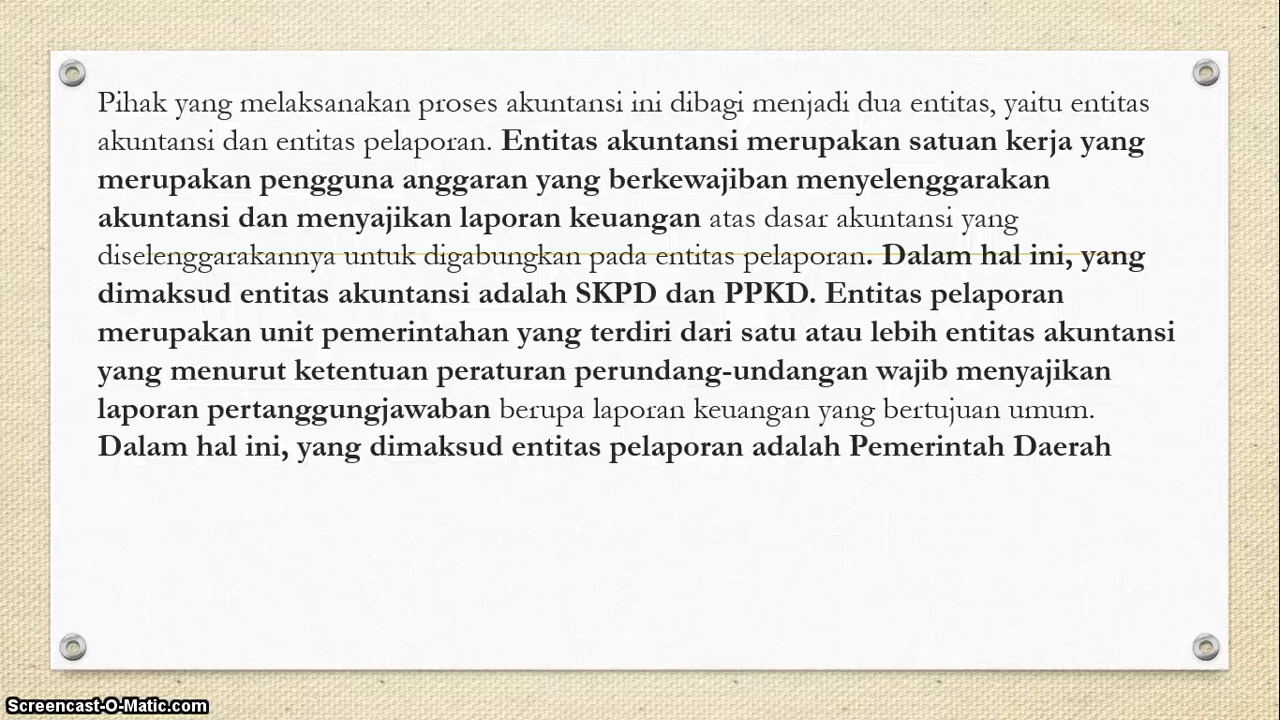 Pihak yang melaksanakan proses akuntansi ini dibagi menjadi dua entitas, yaitu entitas
akuntansi dan entitas pelaporan. Entitas akuntansi merupakan satuan kerja yang
merupakan pengguna anggaran yang berkewajiban menyelenggarakan
akuntansi dan menyajikan laporan keuangan atas dasar akuntansi yang
diselenggarakannya untuk digabungkan pada entitas pelaporan. Dalam hal ini, yang
dimaksud entitas akuntansi adalah SKPD dan PPKD. Entitas pelaporan
merupakan unit pemerintahan yang terdiri dari satu atau lebih entitas akuntansi
yang menurut ketentuan peraturan perundang-undangan wajib menyajikan
laporan pertanggungjawaban berupa laporan keuangan yang bertujuan umum.
Dalam hal ini, yang dimaksud entitas pelaporan adalah Pemerintah Daerah
Screencast-O-Matic.com